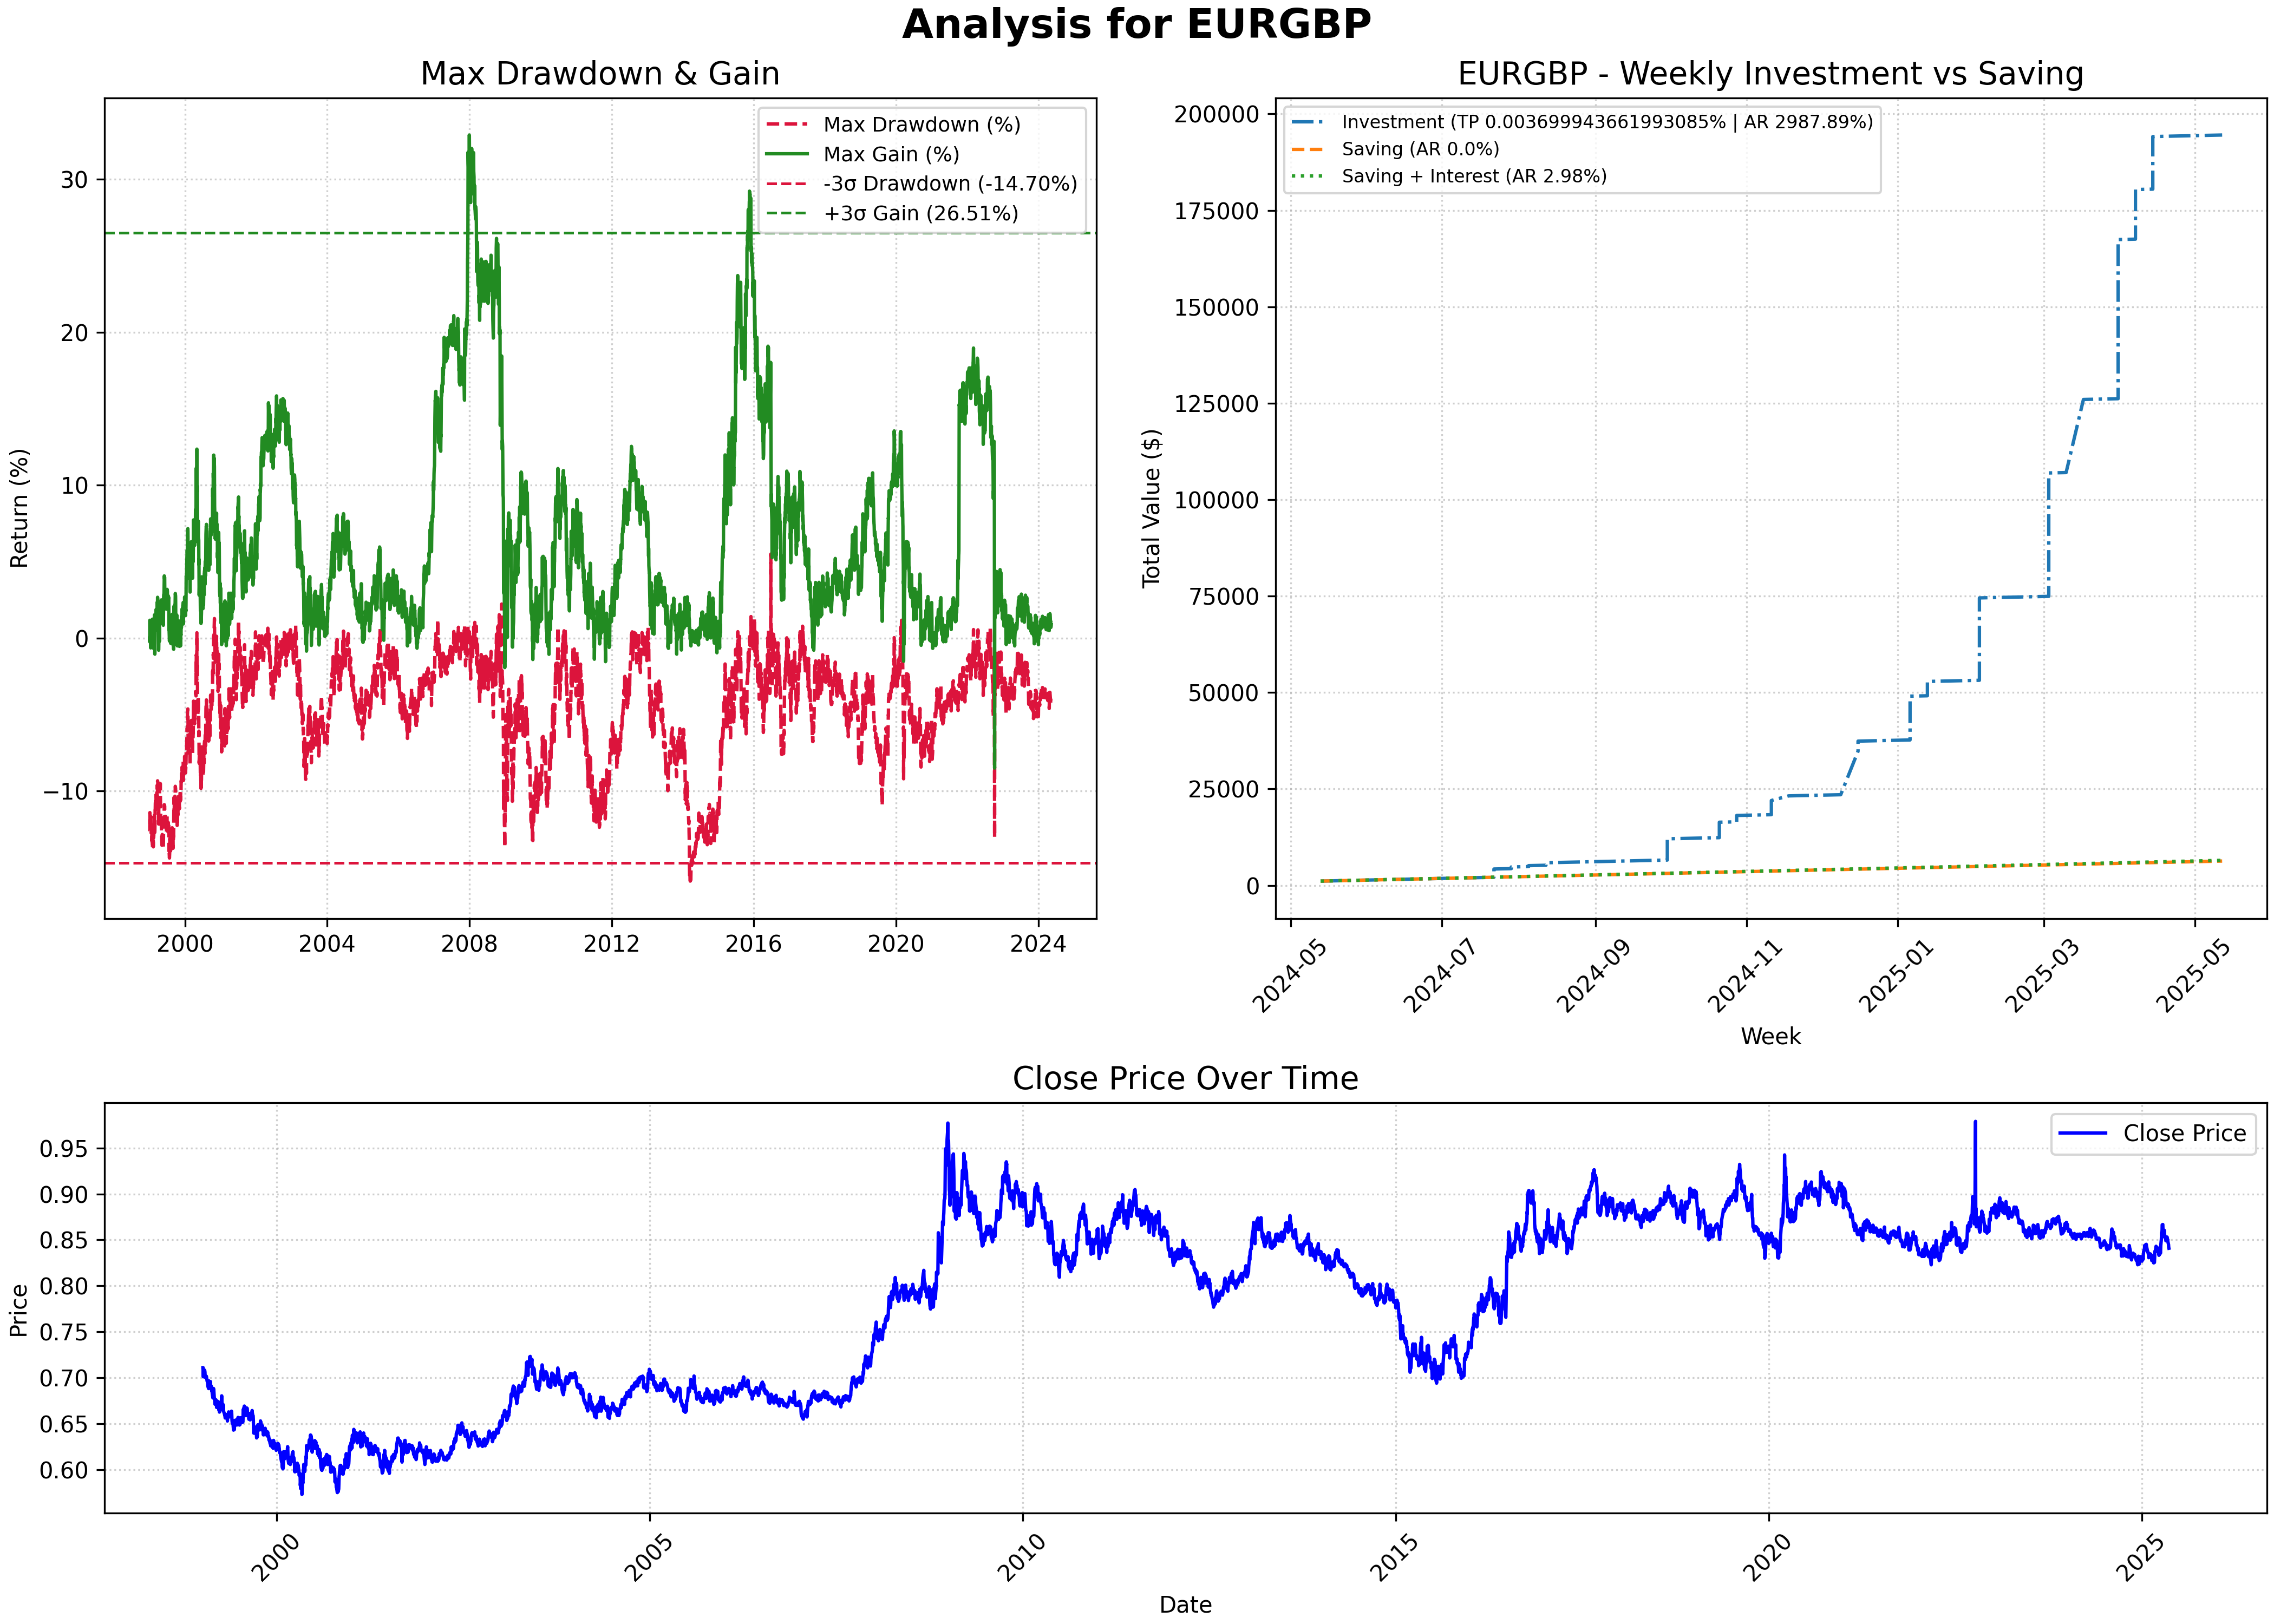 Analysis for EURGBP
Max Drawdown & Gain
Return (%)
30
20
10
0
−10
Max Drawdown (%)
Max Gain (%)
-3σ Drawdown (-14.70%)
+3σ Gain (26.51%)
2000
2004
2008
2012
2016
2020
2024
EURGBP - Weekly Investment vs Saving
Total Value ($)
200000
175000
150000
125000
100000
75000
50000
25000
0
Investment (TP 0.003699943661993085% | AR 2987.89%)
Saving (AR 0.0%)
Saving + Interest (AR 2.98%)
2024-05
2024-07
2024-09
2024-11
2025-01
2025-03
2025-05
Week
Close Price Over Time
Price
0.95
0.90
0.85
0.80
0.75
0.70
0.65
0.60
Close Price
2000
2005
2010
2015
2020
2025
Date